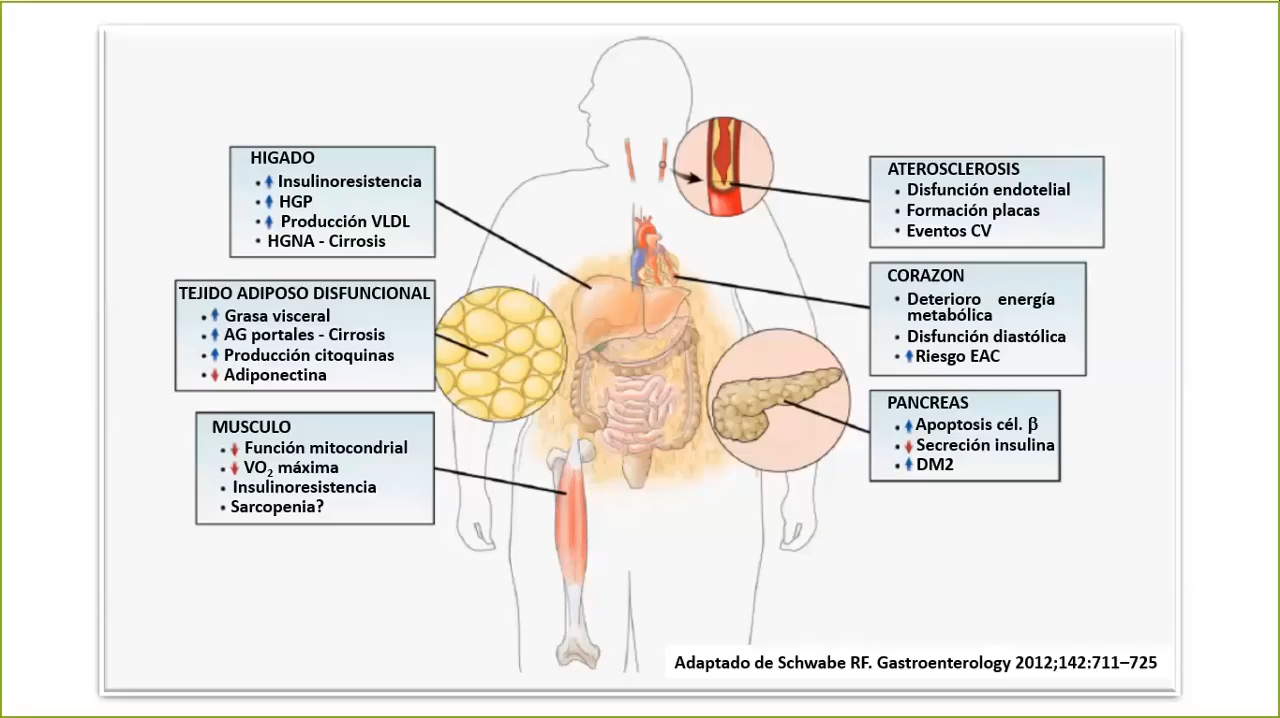 HIGADO
• Insulinoresistencia
• HGP
• Producción VLDL
• HGNA - Cirrosis
TEJIDO ADIPOSO DISFUNCIONAL
• Grasa visceral
• AG portales - Cirrosis
• Producción citoquinas
• Adiponectina
MUSCULO
• Función mitocondrial
• VO2 máxima
• Insulinoresistencia
• Sarcopenia?
ATEROSCLEROSIS
• Disfunción endotelial
• Formación placas
• Eventos CV
CORAZON
• Deterioro energía
metabólica
• Disfunción diastólica
• Riesgo EAC
PANCREAS
• Apoptosis cél. β
• Secreción insulina
• DM2
Adaptado de Schwabe RF. Gastroenterology 2012;142:711–725